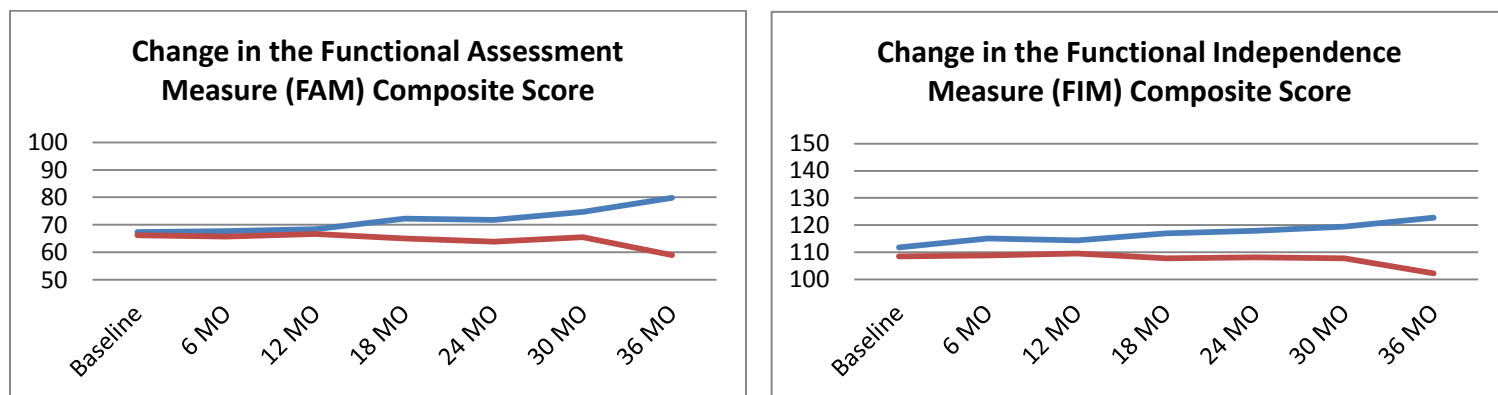 Change in the Functional Assessment
Measure (FAM) Composite Score
100
90
80
70
60
50
Baseline
6 MO
12 MO
18 MO
24 MO
30 MO
36 MO
Change in the Functional Independence
Measure (FIM) Composite Score
150
140
130
120
110
100
Baseline
6 MO
12 MO
18 MO
24 MO
30 MO
36 MO